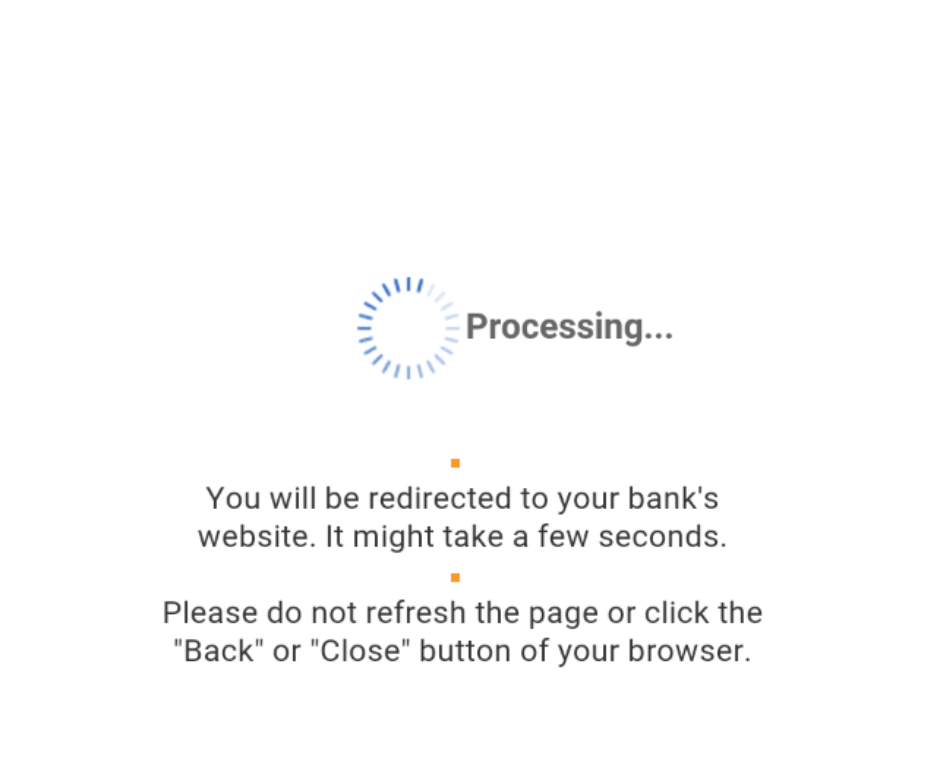 Processing...
You will be redirected to your bank's
website. It might take a few seconds.
Please do not refresh the page or click the
"Back" or "Close" button of your browser.